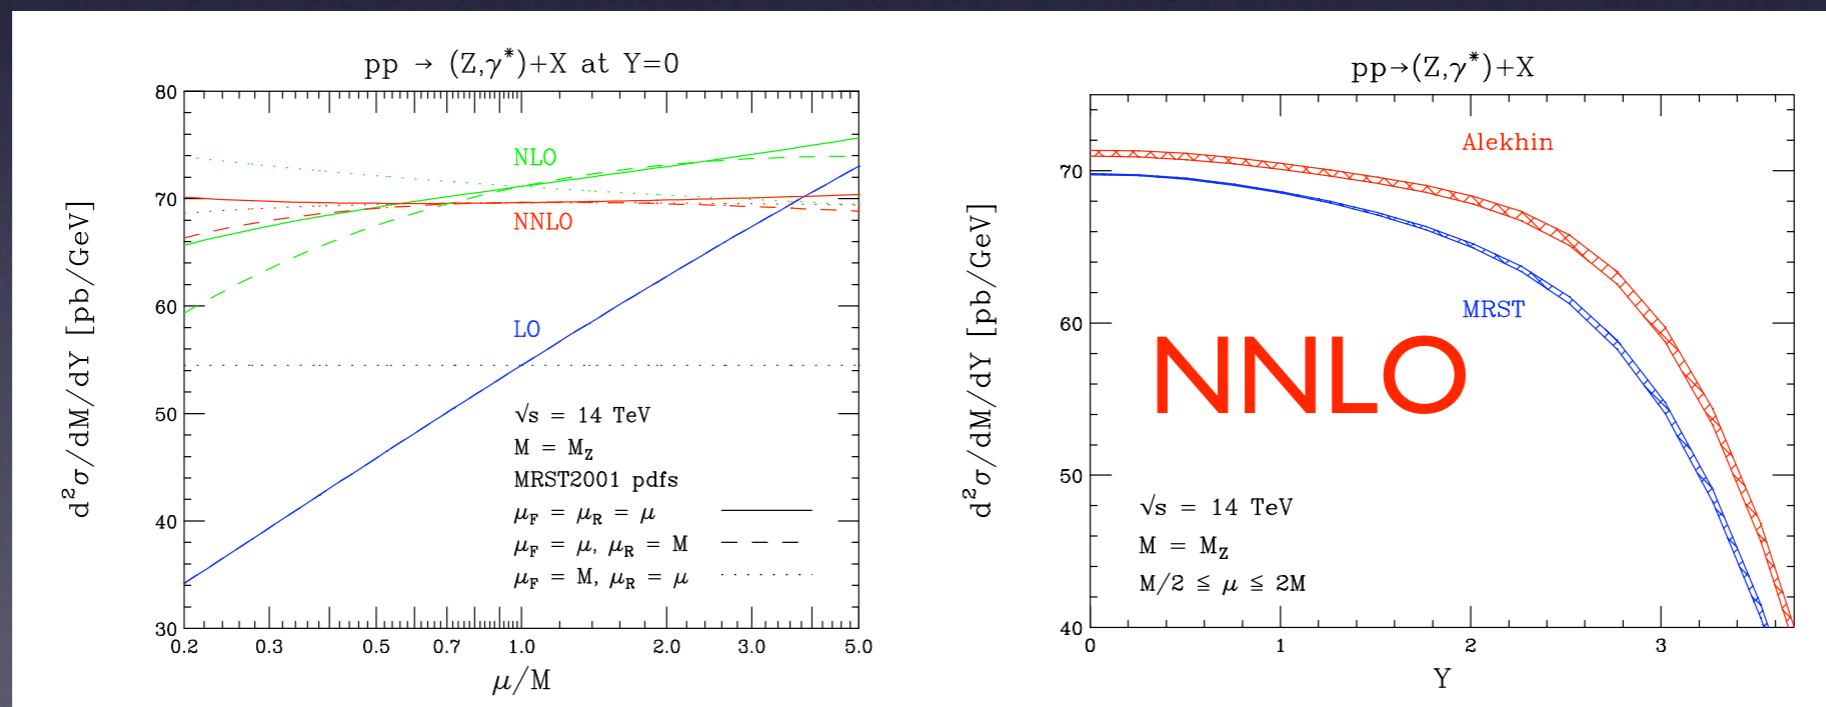 pp → (Z,γ*)+X at Y=0
d²σ/dM/dY [pb/GeV]
80
70
60
50
40
30
NLO
NNLO
LO
√s = 14 TeV
M = M_Z
MRST2001 pdfs
μ_F = μ_R = μ
μ_F = μ, μ_R = M
μ_F = M, μ_R = μ
0.2 0.3 0.5 0.7 1.0 2.0 3.0 5.0
μ/M
pp→(Z,γ*)+X
d²σ/dM/dY [pb/GeV]
70
60
50
40
Alekhin
MRST
NNLO
√s = 14 TeV
M = M_Z
M/2 ≦ μ ≦ 2M
0 1 2 3
Y